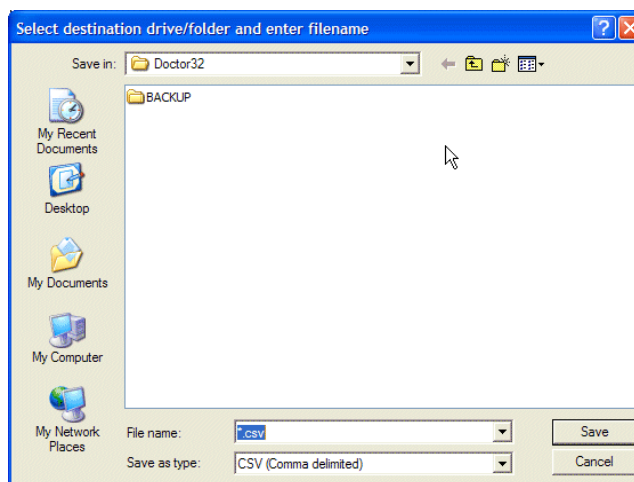 Select destination drive/folder and enter filename
Save in: Doctor32
BACKUP
My Recent
Documents
Desktop
My Documents
My Computer
My Network
Places
File name: *.csv Save
Save as type: CSV (Comma delimited) Cancel